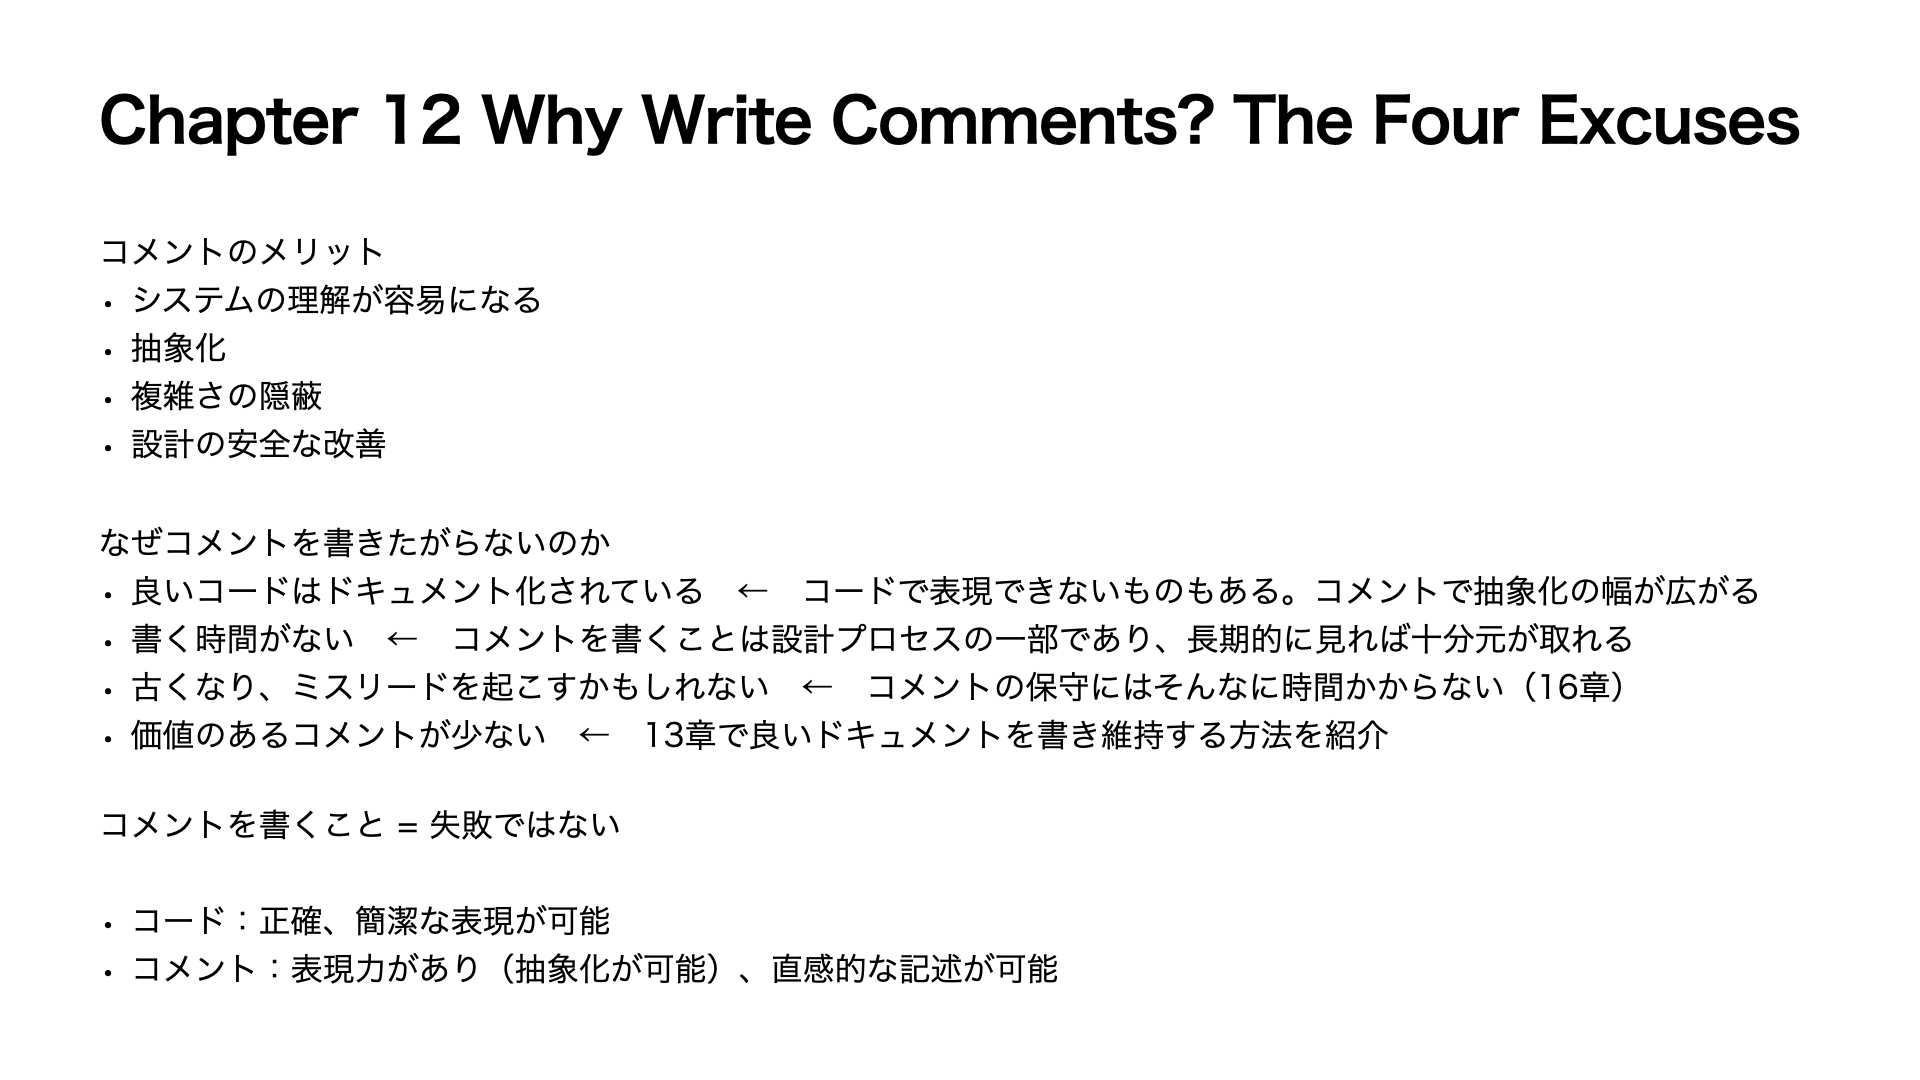 Chapter 12 Why Write Comments? The Four Excuses
コメントのメリット
・システムの理解が容易になる
・抽象化
・複雑さの隠蔽
・設計の安全な改善
なぜコメントを書きたがらないのか
・良いコードはドキュメント化されている　←　コードで表現できないものもある。コメントで抽象化の幅が広がる
・書く時間がない　←　コメントを書くことは設計プロセスの一部であり、長期的に見れば十分元が取れる
・古くなり、ミスリードを起こすかもしれない　←　コメントの保守にはそんなに時間かからない（16章）
・価値のあるコメントが少ない　←　13章で良いドキュメントを書き維持する方法を紹介
コメントを書くこと = 失敗ではない
・コード：正確、簡潔な表現が可能
・コメント：表現力があり（抽象化が可能）、直感的な記述が可能